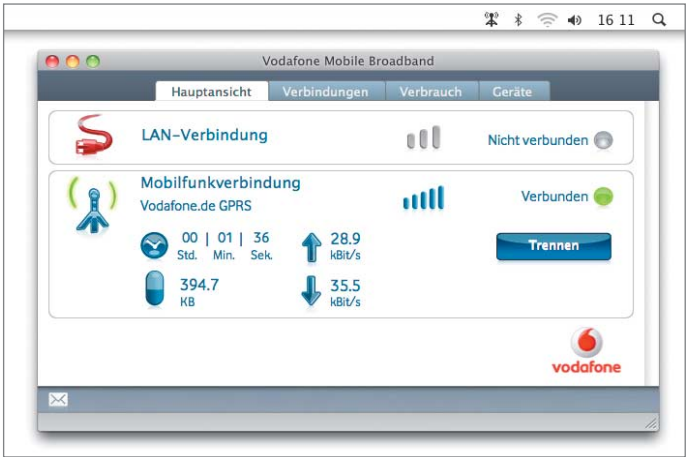 16 11
Vodafone Mobile Broadband
Hauptansicht Verbindungen Verbrauch Geräte
LAN-Verbindung
Nicht verbunden
Mobilfunkverbindung
Vodafone.de GPRS
Verbunden
00 | 01 | 36
Std. Min. Sek.
28.9
kBit/s
Trennen
394.7
KB
35.5
kBit/s
vodafone